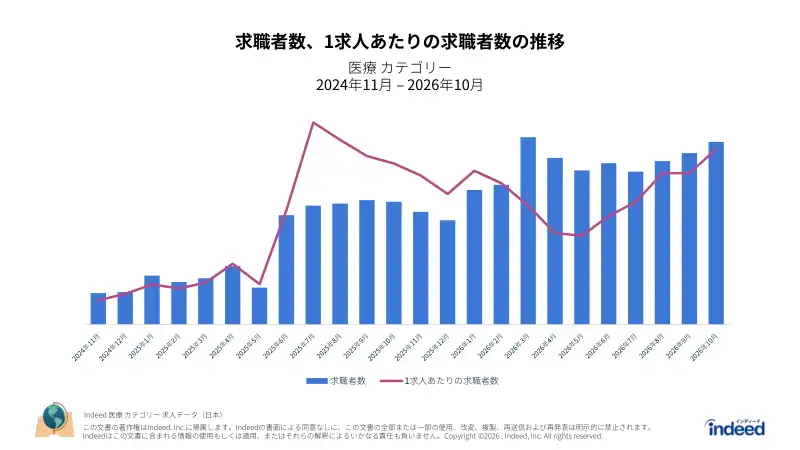 求職者数、1求人あたりの求職者数の推移
医療 カテゴリー
2024年11月 – 2026年10月
2024年11月
2024年12月
2025年1月
2025年2月
2025年3月
2025年4月
2025年5月
2025年6月
2025年7月
2025年8月
2025年9月
2025年10月
2025年11月
2025年12月
2026年1月
2026年2月
2026年3月
2026年4月
2026年5月
2026年6月
2026年7月
2026年8月
2026年9月
2026年10月
求職者数
1求人あたりの求職者数
Indeed 医療 カテゴリー 求人データ（日本）
この文書の著作権はIndeed, Inc.に帰属します。Indeedの書面による同意なしに、この文書の全部または一部の使用、改変、複製、再送信および再発表は明示的に禁止されます。
Indeedはこの文書に含まれる情報の使用もしくは適用、またはそれらの解釈によるいかなる責任も負いません。Copyright ©2026 , Indeed, Inc. All rights reserved.
インディード
indeed